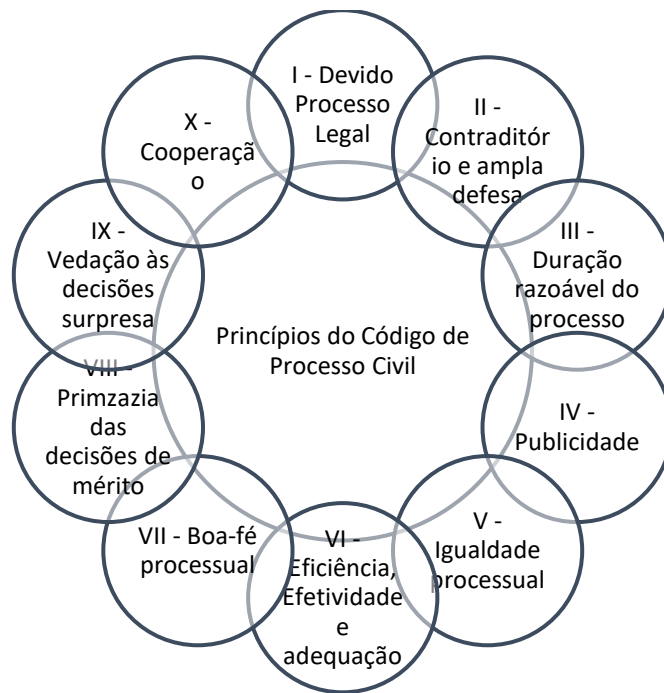 I - Devido
Processo
Legal
II -
Contraditór
io e ampla
defesa
III -
Duração
razoável do
processo
IV -
Publicidade
V -
Igualdade
processual
VI -
Eficiência,
Efetividade
e
adequação
VII - Boa-fé
processual
VIII -
Primzazia
das
decisões de
mérito
IX -
Vedação às
decisões
surpresa
X -
Cooperaçã
o
Princípios do Código de
Processo Civil